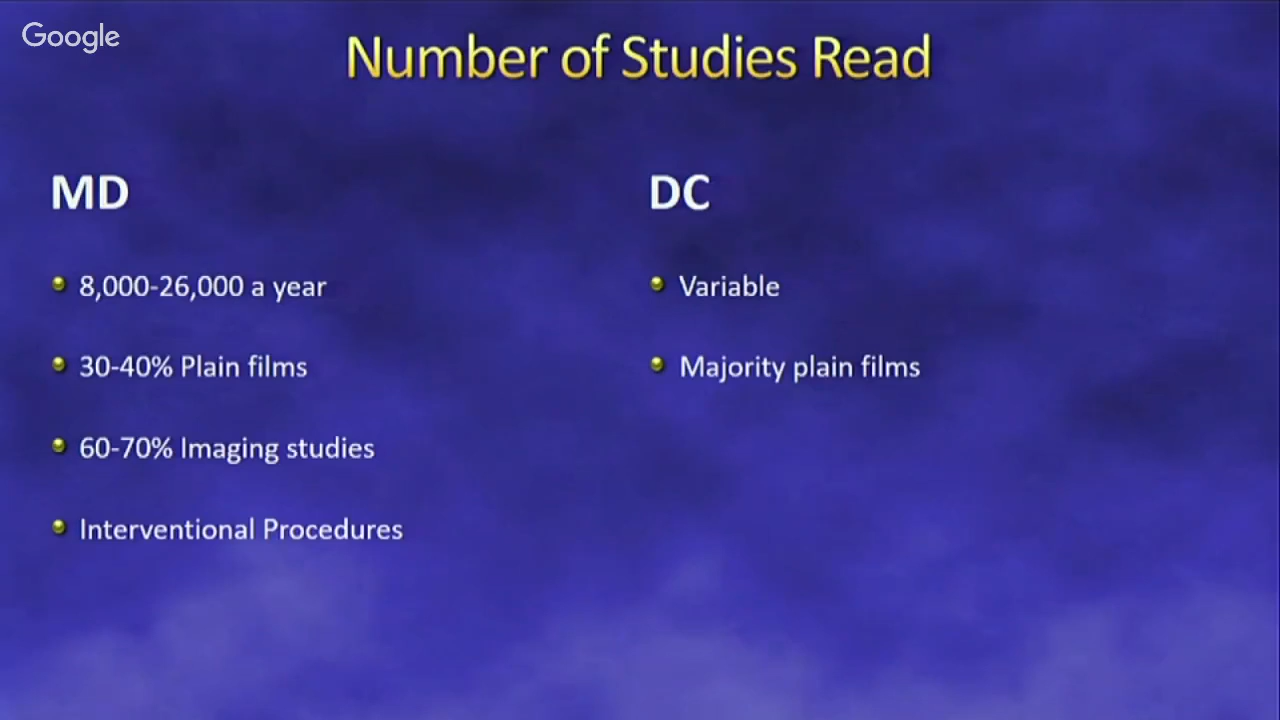 Google
Number of Studies Read
MD
8,000-26,000 a year
30-40% Plain films
60-70% Imaging studies
Interventional Procedures
DC
Variable
Majority plain films